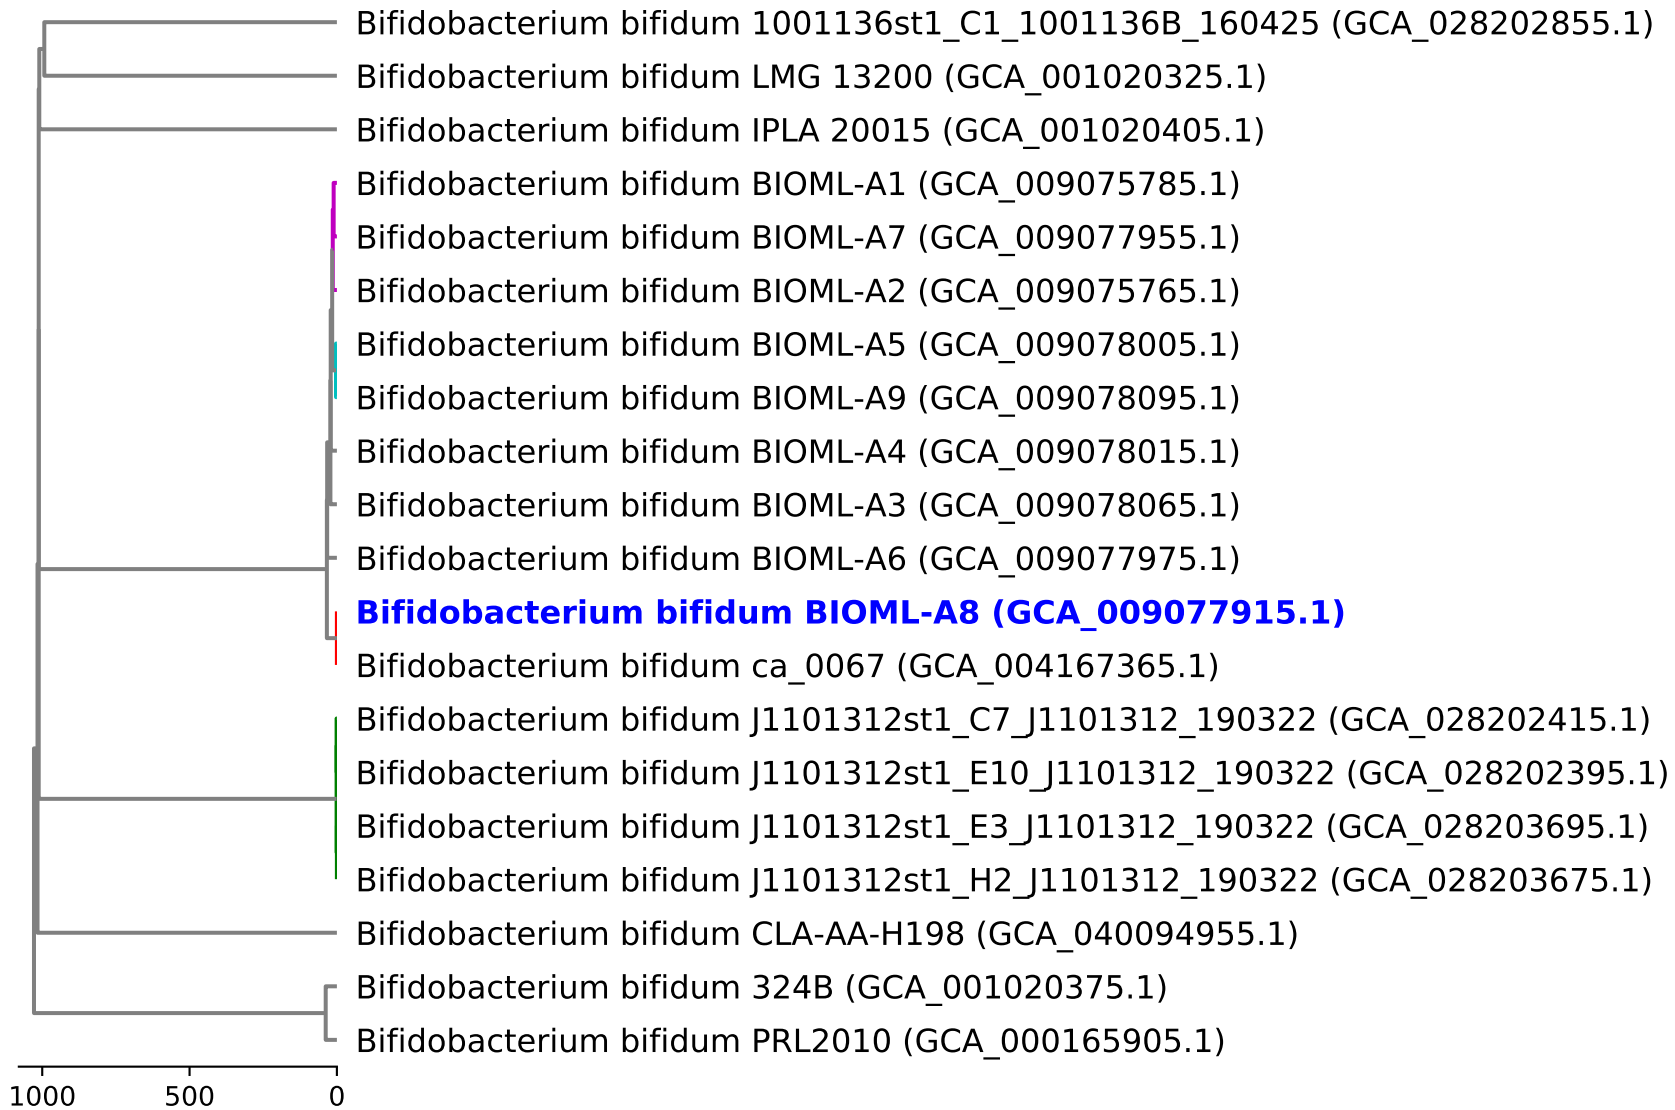 Bifidobacterium bifidum 1001136st1_C1_1001136B_160425 (GCA_028202855.1)
Bifidobacterium bifidum LMG 13200 (GCA_001020325.1)
Bifidobacterium bifidum IPLA 20015 (GCA_001020405.1)
Bifidobacterium bifidum BIOML-A1 (GCA_009075785.1)
Bifidobacterium bifidum BIOML-A7 (GCA_009077955.1)
Bifidobacterium bifidum BIOML-A2 (GCA_009075765.1)
Bifidobacterium bifidum BIOML-A5 (GCA_009078005.1)
Bifidobacterium bifidum BIOML-A9 (GCA_009078095.1)
Bifidobacterium bifidum BIOML-A4 (GCA_009078015.1)
Bifidobacterium bifidum BIOML-A3 (GCA_009078065.1)
Bifidobacterium bifidum BIOML-A6 (GCA_009077975.1)
Bifidobacterium bifidum BIOML-A8 (GCA_009077915.1)
Bifidobacterium bifidum ca_0067 (GCA_004167365.1)
Bifidobacterium bifidum J1101312st1_C7_J1101312_190322 (GCA_028202415.1)
Bifidobacterium bifidum J1101312st1_E10_J1101312_190322 (GCA_028202395.1)
Bifidobacterium bifidum J1101312st1_E3_J1101312_190322 (GCA_028203695.1)
Bifidobacterium bifidum J1101312st1_H2_J1101312_190322 (GCA_028203675.1)
Bifidobacterium bifidum CLA-AA-H198 (GCA_040094955.1)
Bifidobacterium bifidum 324B (GCA_001020375.1)
Bifidobacterium bifidum PRL2010 (GCA_000165905.1)
1000 500 0